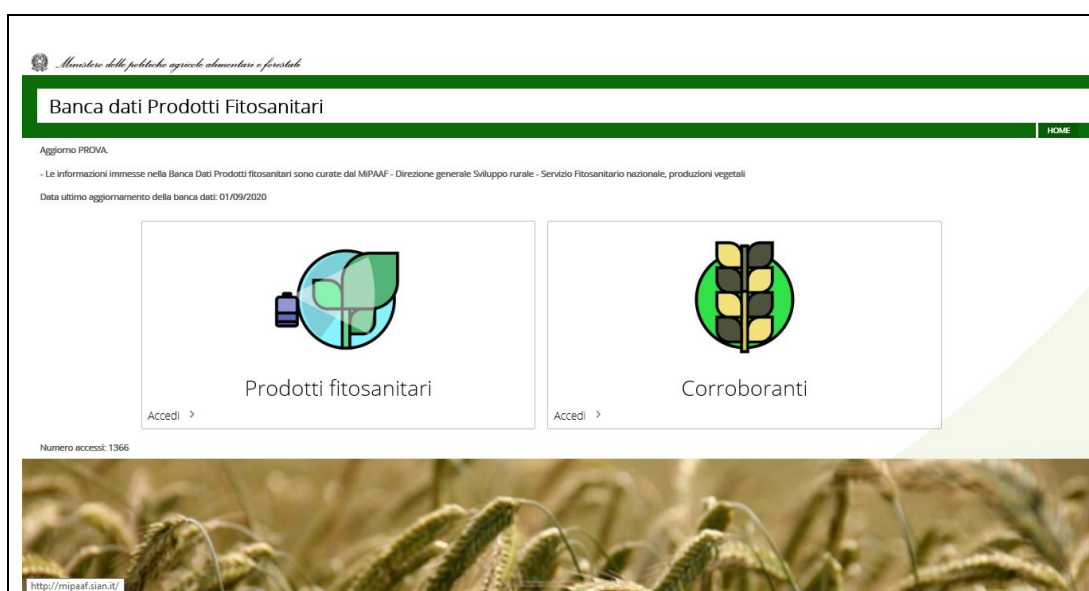 Ministero delle politiche agricole alimentari e forestali
Banca dati Prodotti Fitosanitari
HOME
Aggiorno PROVA.
- Le informazioni immesse nella Banca Dati Prodotti fitosanitari sono curate dal MiPAAF - Direzione generale Sviluppo rurale - Servizio Fitosanitario nazionale, produzioni vegetali
Data ultimo aggiornamento della banca dati: 01/09/2020
Prodotti fitosanitari
Accedi >
Corroboranti
Accedi >
Numero accessi: 1366
http://mipaaf.sian.it/